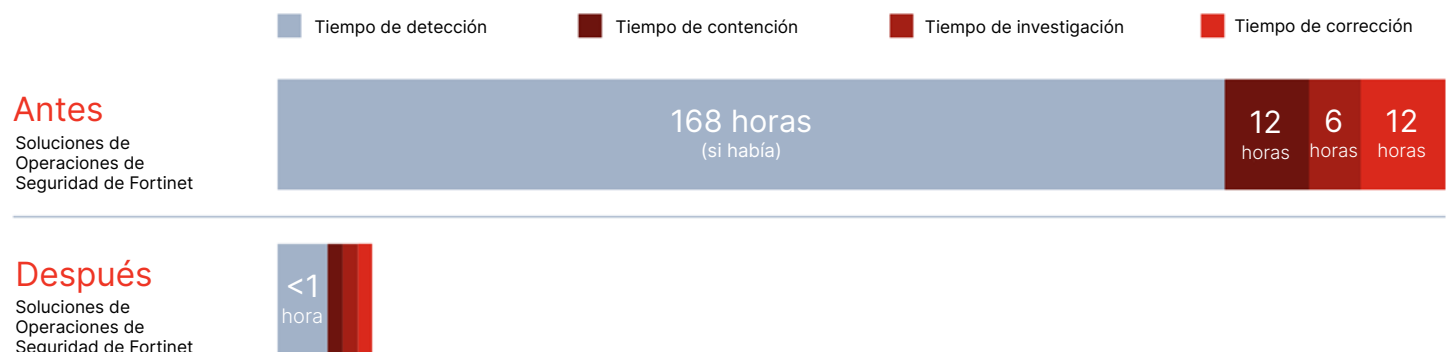 Tiempo de detección
Tiempo de contención
Tiempo de investigación
Tiempo de corrección
Antes
Soluciones de
Operaciones de
Seguridad de Fortinet
168 horas
(si había)
12
horas
6
horas
12
horas
Después
Soluciones de
Operaciones de
Seguridad de Fortinet
<1
hora